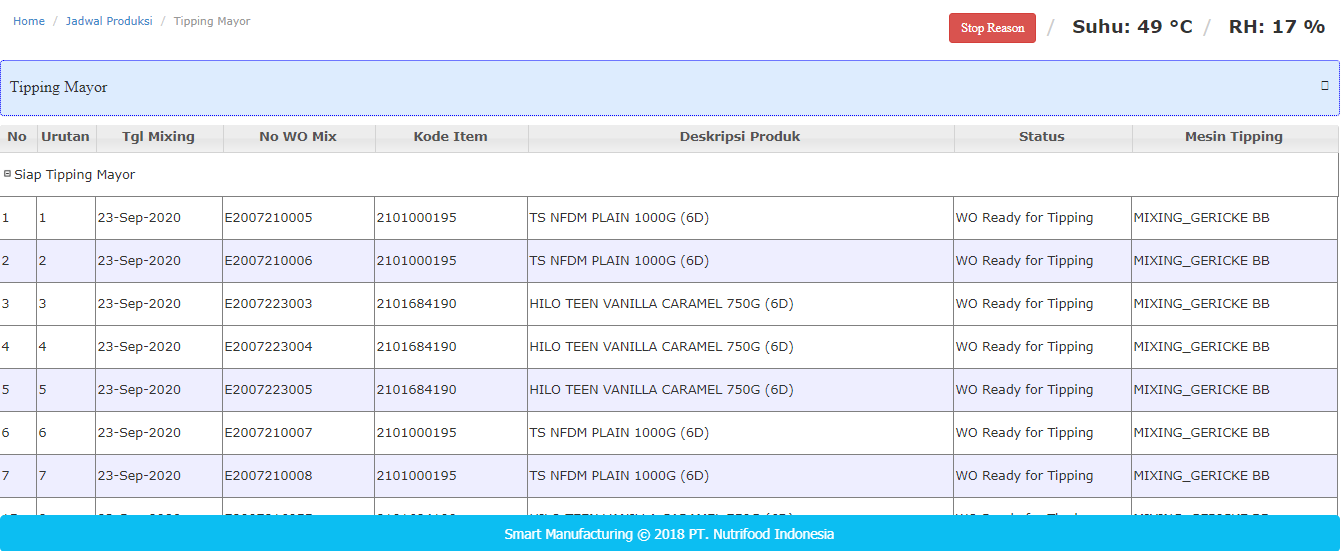 Home / Jadwal Produksi / Tipping Mayor
Stop Reason / Suhu: 49 °C / RH: 17 %
Tipping Mayor
No Urutan Tgl Mixing No WO Mix Kode Item Deskripsi Produk Status Mesin Tipping
Siap Tipping Mayor
1 1 23-Sep-2020 E2007210005 2101000195 TS NFDM PLAIN 1000G (6D) WO Ready for Tipping MIXING_GERICKE BB
2 2 23-Sep-2020 E2007210006 2101000195 TS NFDM PLAIN 1000G (6D) WO Ready for Tipping MIXING_GERICKE BB
3 3 23-Sep-2020 E2007223003 2101684190 HILO TEEN VANILLA CARAMEL 750G (6D) WO Ready for Tipping MIXING_GERICKE BB
4 4 23-Sep-2020 E2007223004 2101684190 HILO TEEN VANILLA CARAMEL 750G (6D) WO Ready for Tipping MIXING_GERICKE BB
5 5 23-Sep-2020 E2007223005 2101684190 HILO TEEN VANILLA CARAMEL 750G (6D) WO Ready for Tipping MIXING_GERICKE BB
6 6 23-Sep-2020 E2007210007 2101000195 TS NFDM PLAIN 1000G (6D) WO Ready for Tipping MIXING_GERICKE BB
7 7 23-Sep-2020 E2007210008 2101000195 TS NFDM PLAIN 1000G (6D) WO Ready for Tipping MIXING_GERICKE BB
Smart Manufacturing © 2018 PT. Nutrifood Indonesia